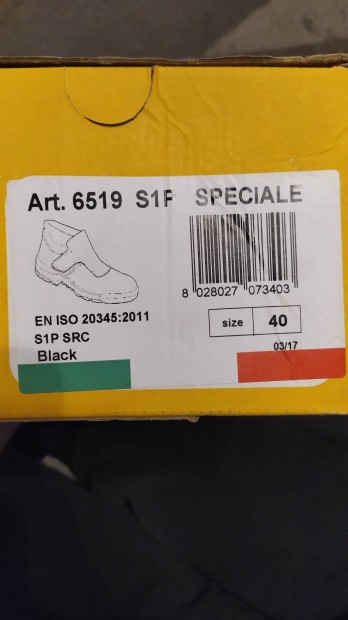 Art. 6519 S1P SPECIALE
8 028027 073403
EN ISO 20345:2011
S1P SRC
Black
size 40
03/17